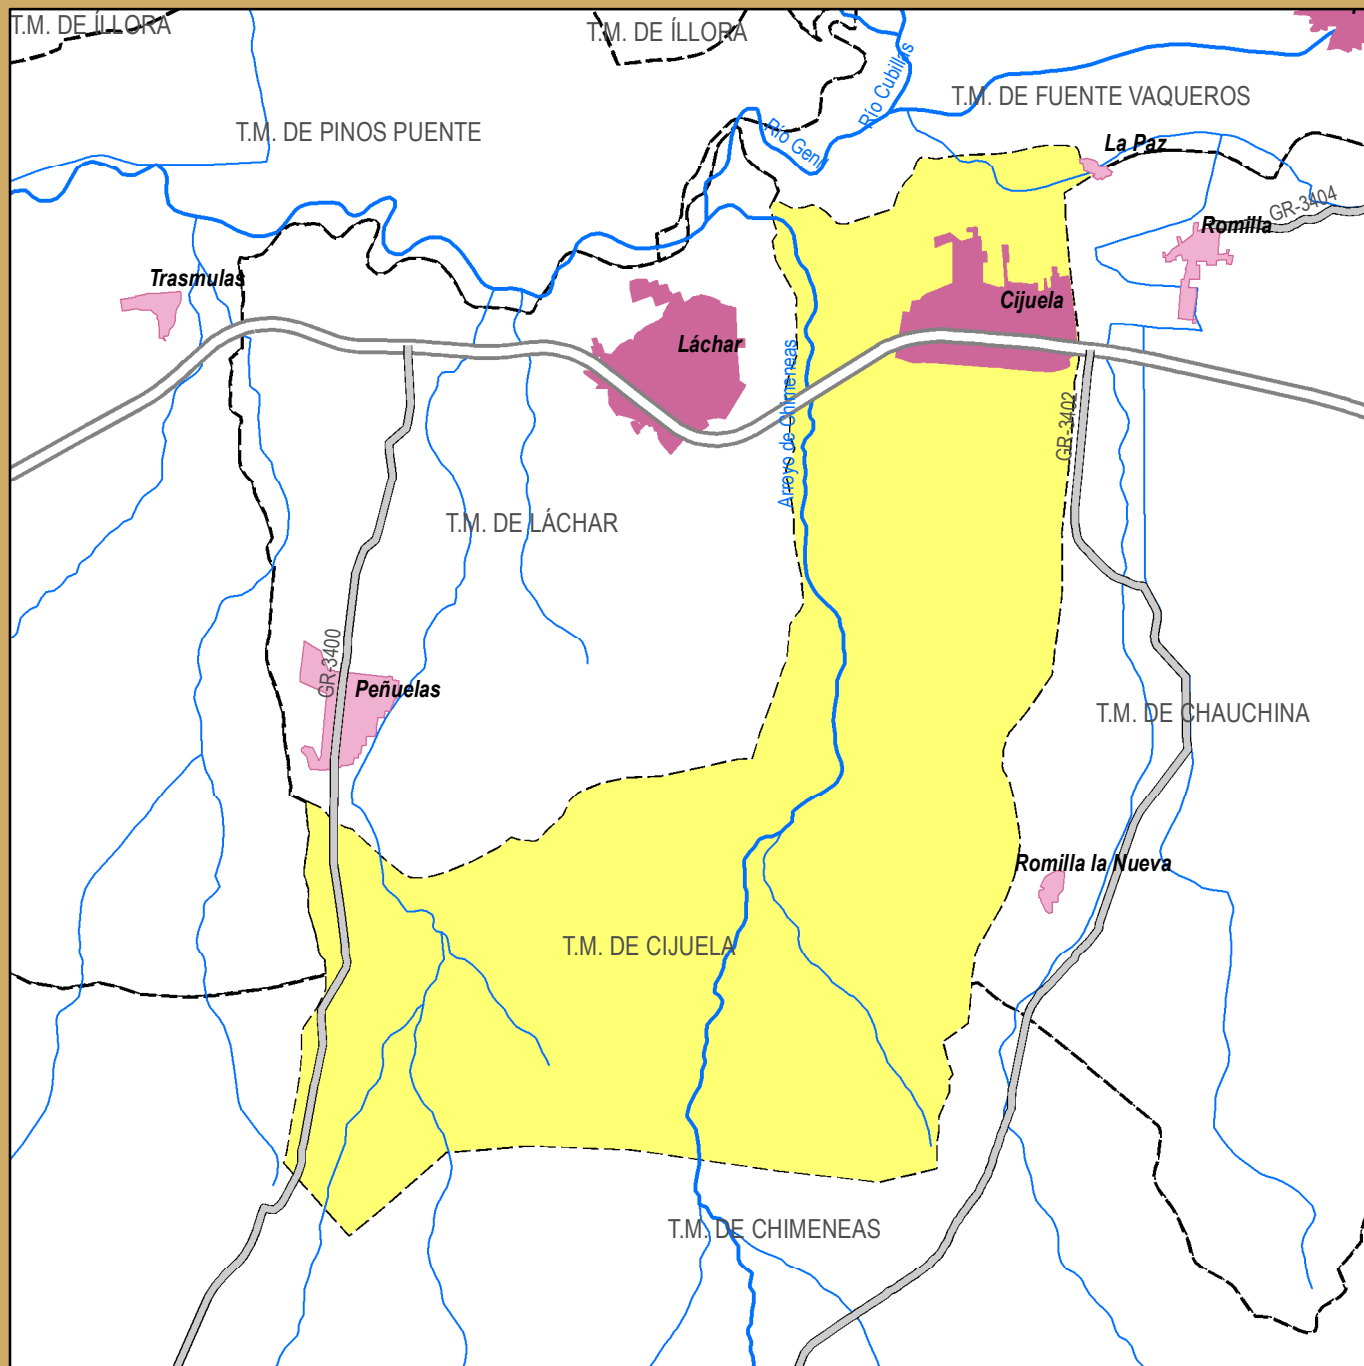 T.M. DE ÍLLORA
T.M. DE ÍLLORA
Río Cubillas
T.M. DE FUENTE VAQUEROS
T.M. DE PINOS PUENTE
Río Genil
La Paz
GR-3404
Romilla
Trasmulas
Cijuela
Láchar
Arroyo de Chimeneas
GR-3402
T.M. DE LÁCHAR
GR-3400
Peñuelas
T.M. DE CHAUCHINA
Romilla la Nueva
T.M. DE CIJUELA
T.M. DE CHIMENEAS